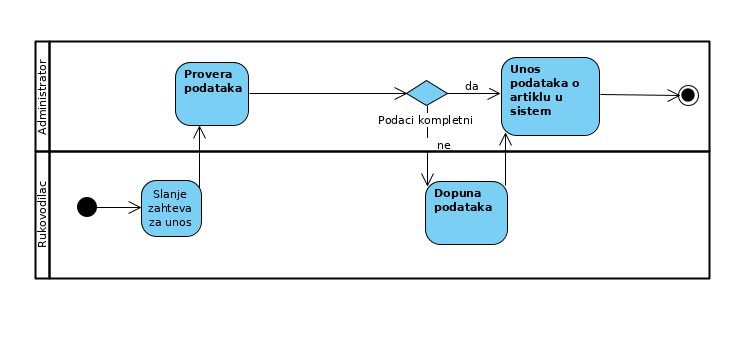 Administrator
Provera
podataka
Podaci kompletni
da
ne
Unos
podataka o
artiklu u
sistem
Rukovodilac
Slanje
zahteva
za unos
Dopuna
podataka